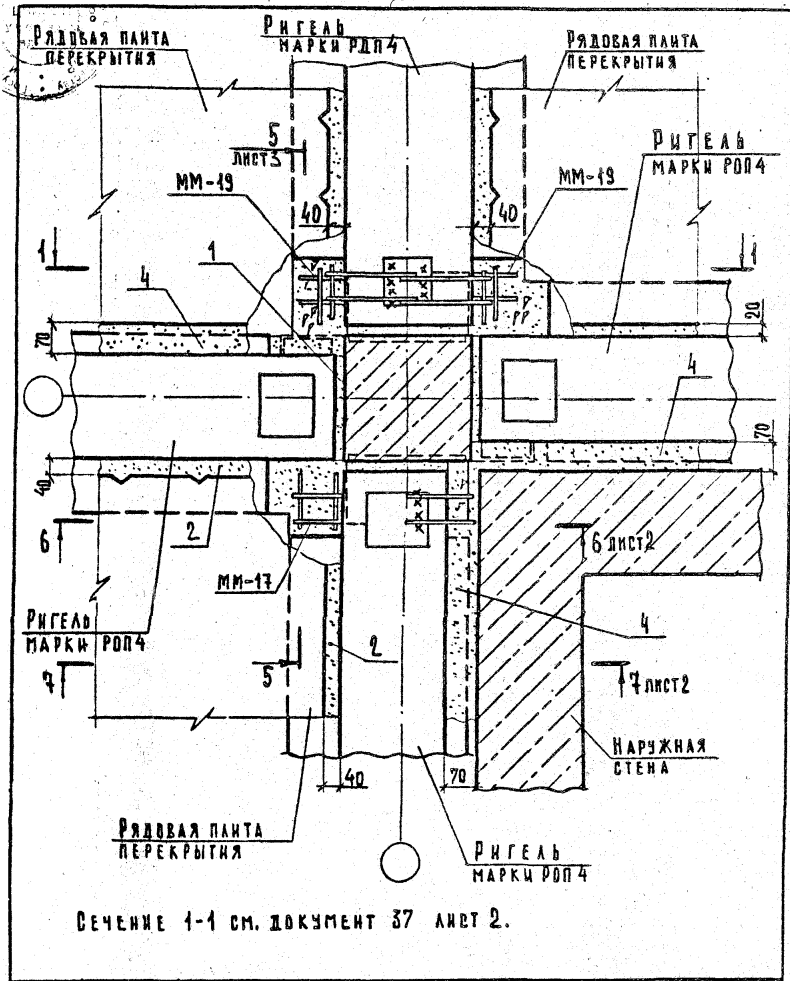 Рядовая плита
перекрытия
Ригель
марки РДП4
Рядовая плита
перекрытия
5
лист3
Ригель
марки РОП4
ММ-19
ММ-19
40
40
1
1
1
4
70
20
4
70
40
2
6
6 лист2
ММ-17
Ригель
марки РОП4
4
2
7
5
7 лист2
Наружная
стена
40
70
Рядовая плита
перекрытия
Ригель
марки РОП4
Сечение 1-1 см. документ 37 лист 2.